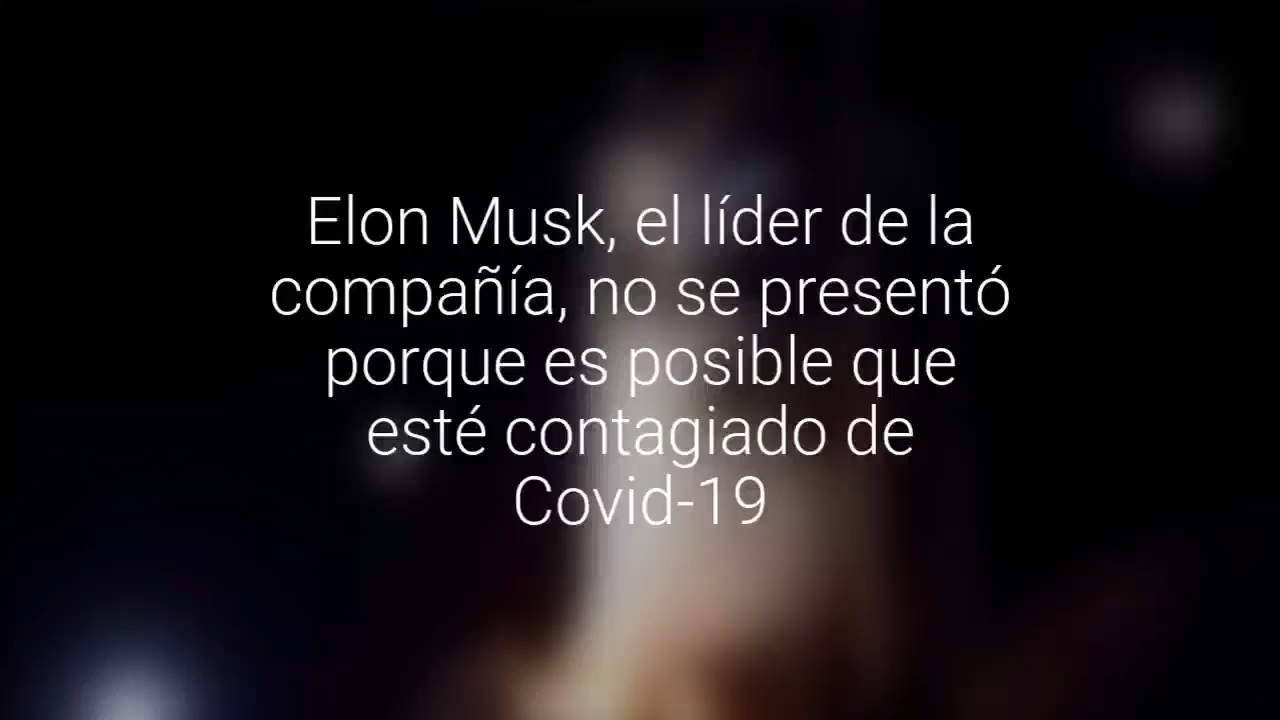 Elon Musk, el líder de la
compañía, no se presentó
porque es posible que
esté contagiado de
Covid-19